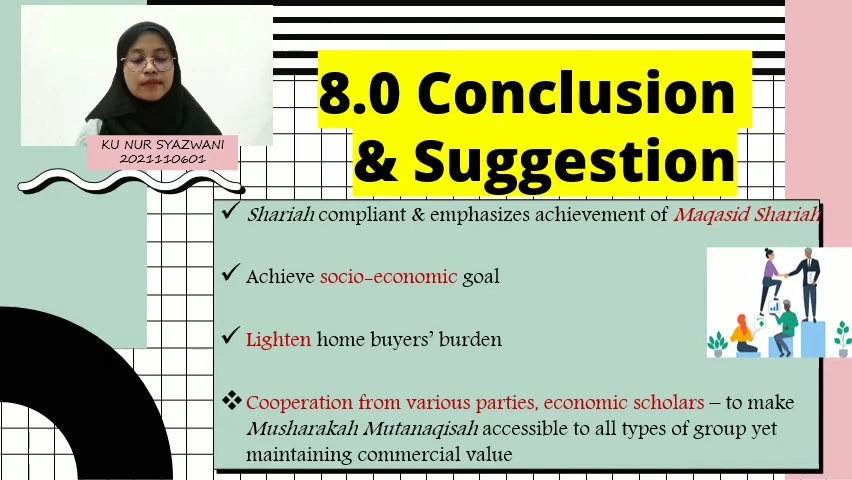 8.0 Conclusion
& Suggestion
KU NUR SYAZWANI
2021110601
✓ Shariah compliant & emphasizes achievement of Maqasid Shariah
✓ Achieve socio-economic goal
✓ Lighten home buyers’ burden
❖ Cooperation from various parties, economic scholars – to make
Musharakah Mutanaqisah accessible to all types of group yet
maintaining commercial value